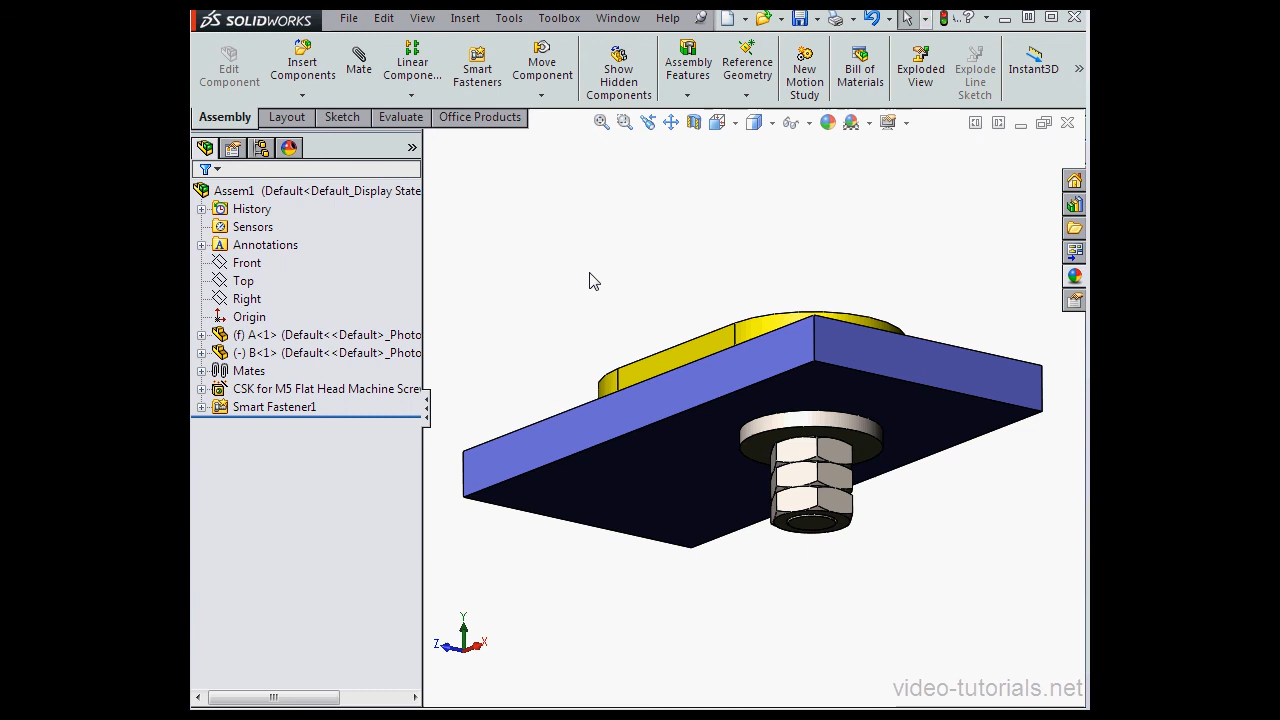 SOLIDWORKS File Edit View Insert Tools Toolbox Window Help
Edit Component
Insert Components
Mate
Linear Compone...
Smart Fasteners
Move Component
Show Hidden Components
Assembly Features
Reference Geometry
New Motion Study
Bill of Materials
Exploded View
Explode Line Sketch
Instant3D
Assembly Layout Sketch Evaluate Office Products
Assem1 (Default<Default_Display State
History
Sensors
Annotations
Front
Top
Right
Origin
(f) A<1> (Default<<Default>_Photo
(-) B<1> (Default<<Default>_Photo
Mates
CSK for M5 Flat Head Machine Scre
Smart Fastener1
Y
Z X
video-tutorials.net